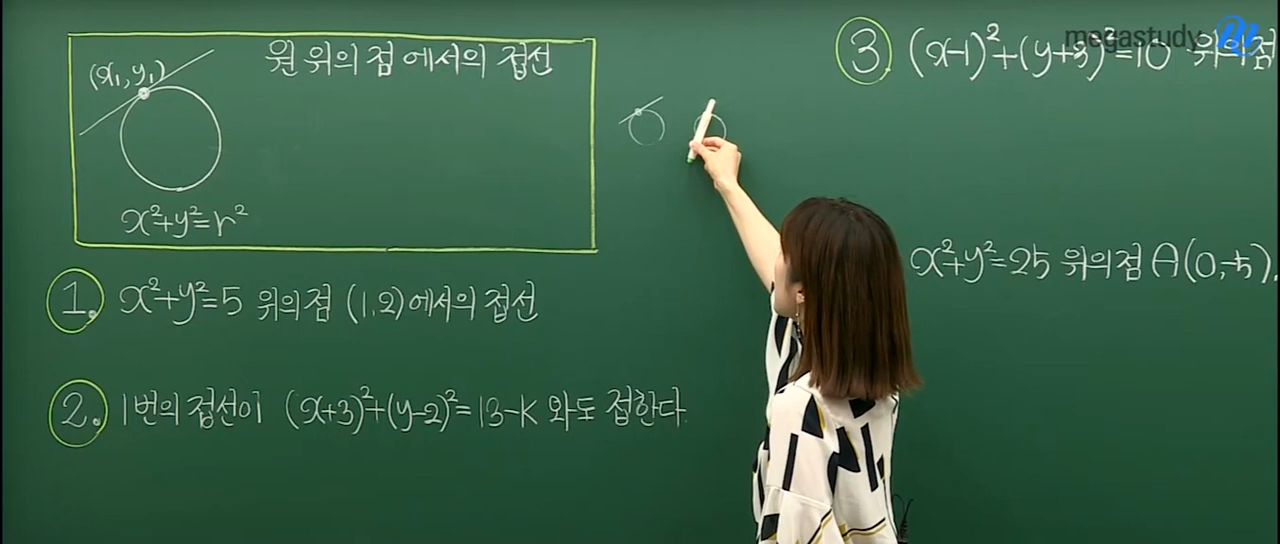 원 위의 점에서의 접선
(x₁, y₁)
x²+y²=r²
1. x²+y²=5 위의 점 (1,2)에서의 접선
2. 1번의 접선이 (x+3)²+(y-2)²=13-k 와도 접한다
3. (x-1)²+(y+3)²=10 위의 점
x²+y²=25 위의 점 A(0,-5),
megastudy